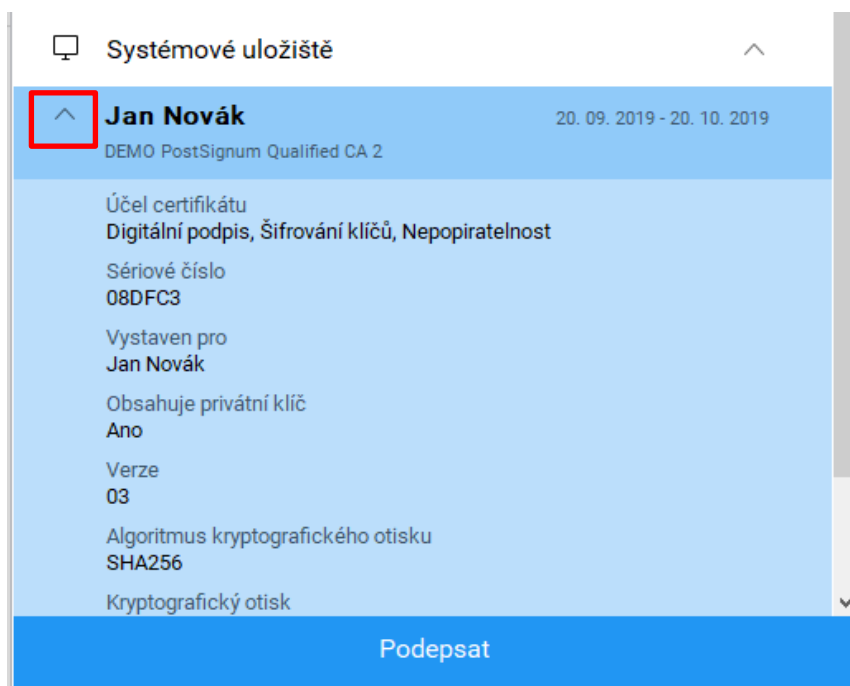 Systémové uložiště
Jan Novák 20. 09. 2019 - 20. 10. 2019
DEMO PostSignum Qualified CA 2
Účel certifikátu
Digitální podpis, Šifrování klíčů, Nepopiratelnost
Sériové číslo
08DFC3
Vystaven pro
Jan Novák
Obsahuje privátní klíč
Ano
Verze
03
Algoritmus kryptografického otisku
SHA256
Kryptografický otisk
Podepsat